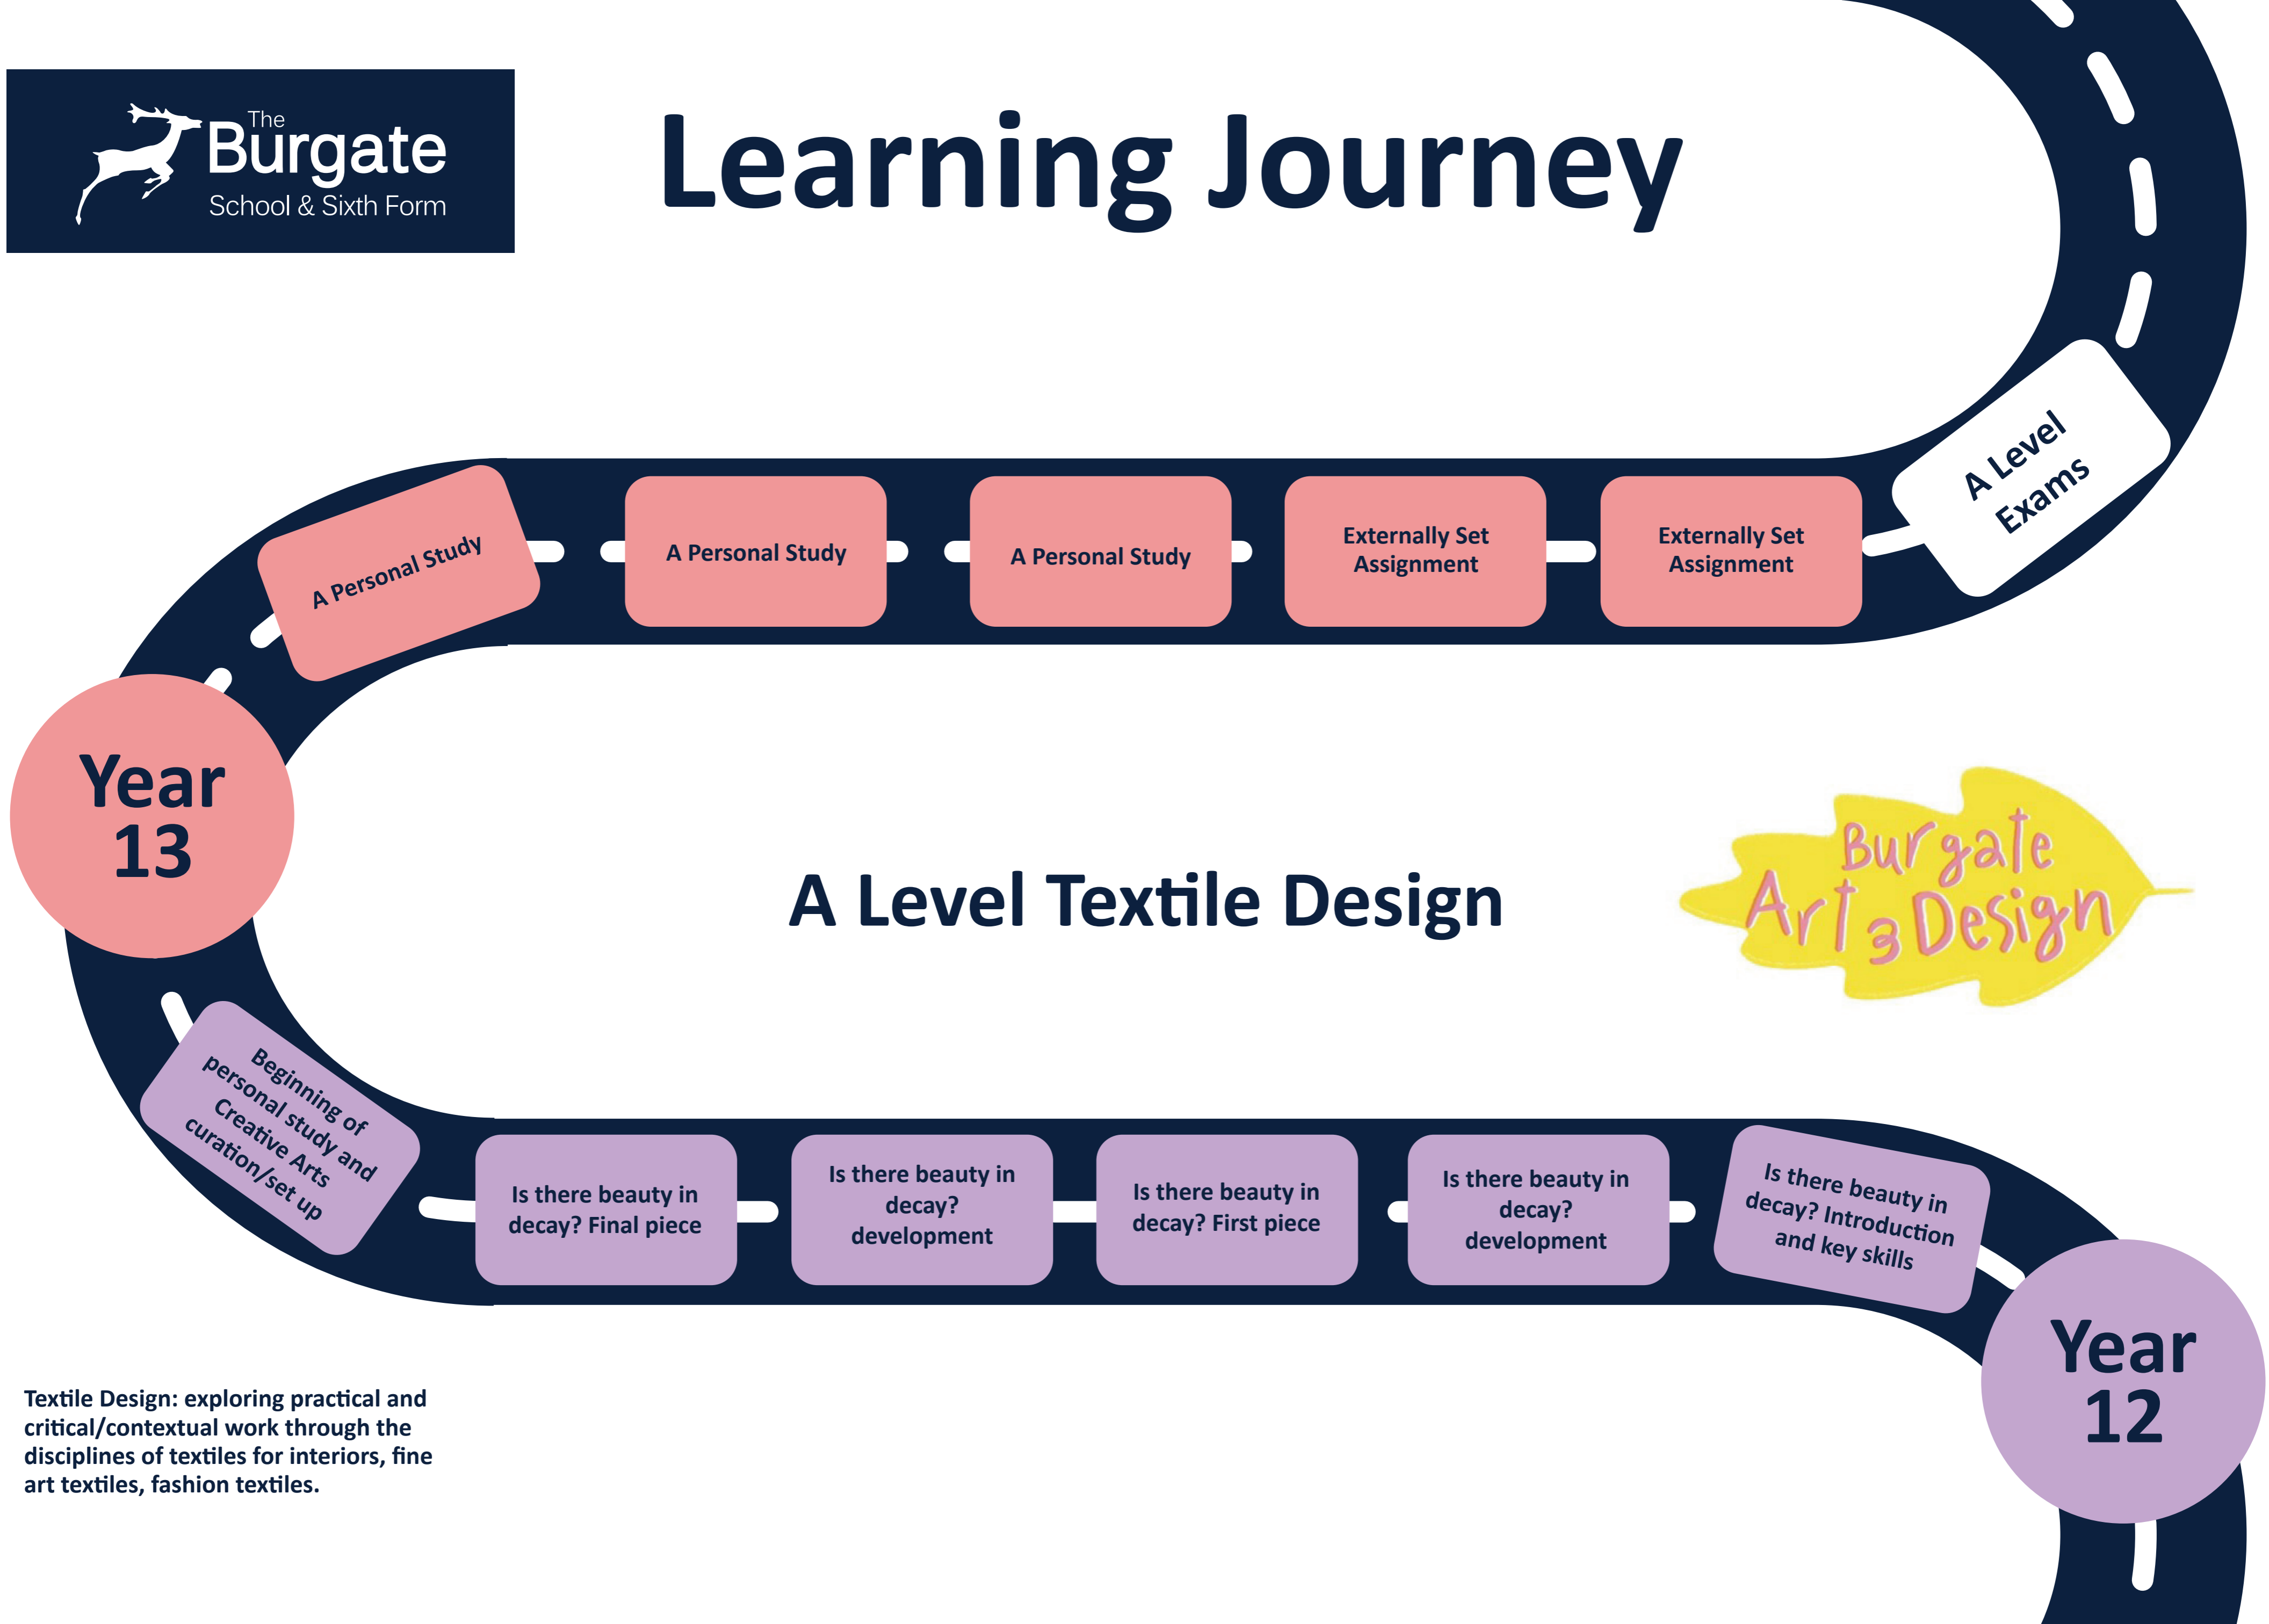 The
Burgate
School & Sixth Form
Learning Journey
A Level
Exams
A Personal Study
A Personal Study
A Personal Study
Externally Set
Assignment
Externally Set
Assignment
Year
13
A Level Textile Design
Burgate
Art & Design
Beginning of
personal study and
Creative Arts
curation/set up
Is there beauty in
decay? Final piece
Is there beauty in
decay?
development
Is there beauty in
decay? First piece
Is there beauty in
decay?
development
Is there beauty in
decay? Introduction
and key skills
Year
12
Textile Design: exploring practical and
critical/contextual work through the
disciplines of textiles for interiors, fine
art textiles, fashion textiles.